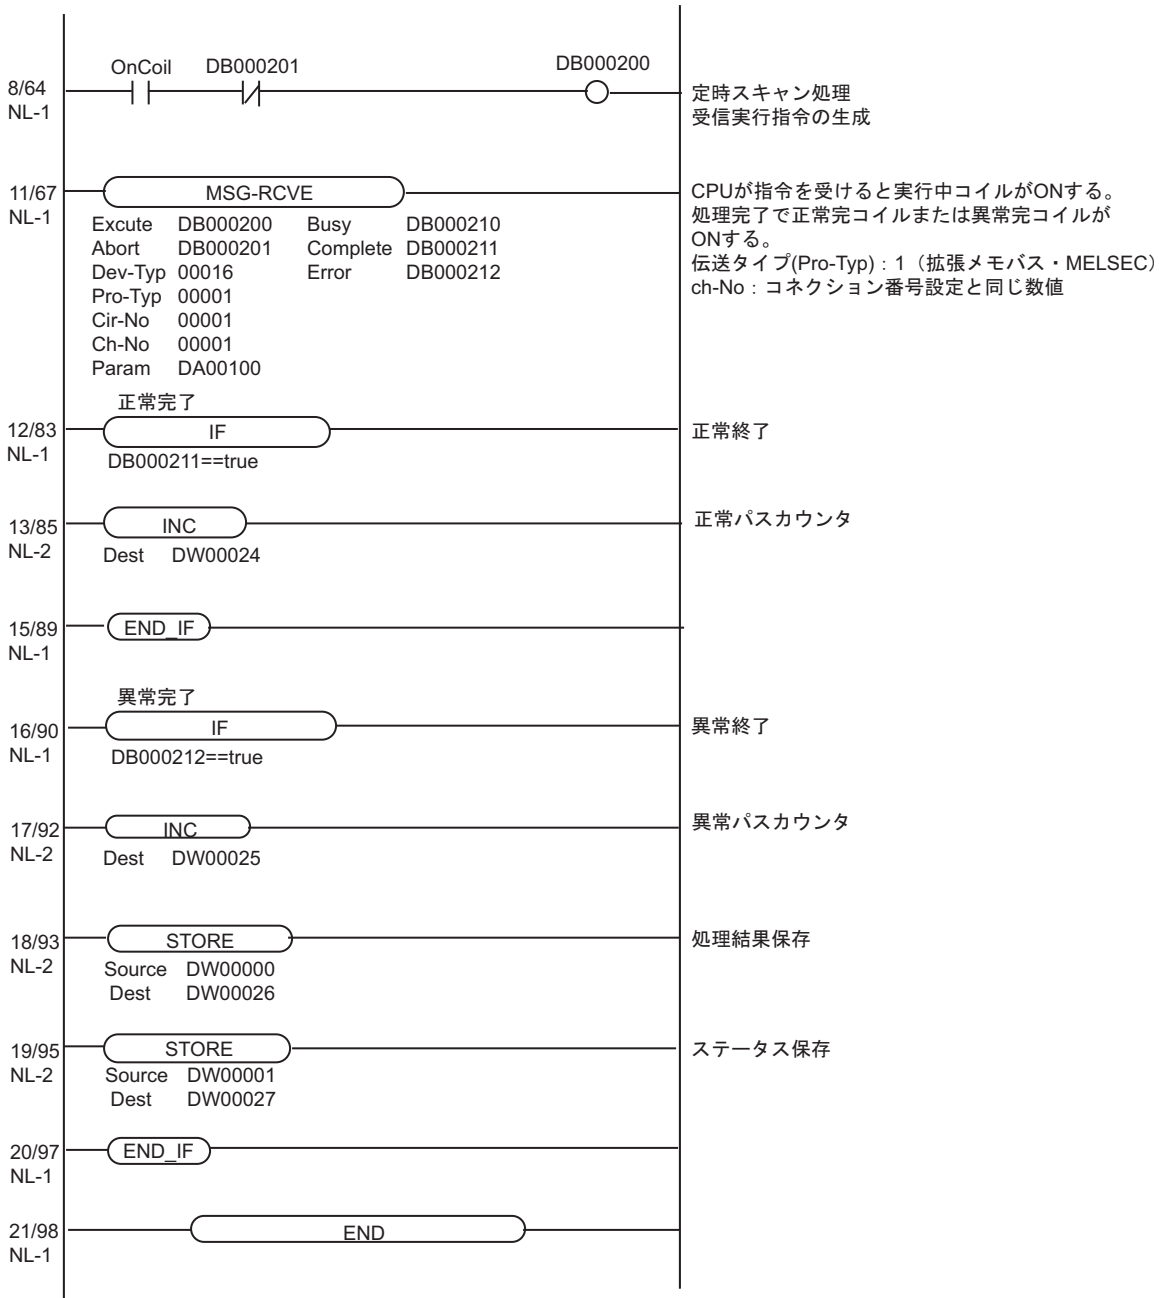 OnCoil DB000201 DB000200
8/64
NL-1
定時スキャン処理
受信実行指令の生成
11/67
NL-1
MSG-RCVE
Excute DB000200 Busy DB000210
Abort DB000201 Complete DB000211
Dev-Typ 00016 Error DB000212
Pro-Typ 00001
Cir-No 00001
Ch-No 00001
Param DA00100
CPUが指令を受けると実行中コイルがONする。
処理完了で正常完コイルまたは異常完コイルが
ONする。
伝送タイプ(Pro-Typ)：1（拡張メモバス・MELSEC）
ch-No：コネクション番号設定と同じ数値
正常完了
12/83
NL-1
IF
DB000211==true
正常終了
13/85
NL-2
INC
Dest DW00024
正常パスカウンタ
15/89
NL-1
END_IF
異常完了
16/90
NL-1
IF
DB000212==true
異常終了
17/92
NL-2
INC
Dest DW00025
異常パスカウンタ
18/93
NL-2
STORE
Source DW00000
Dest DW00026
処理結果保存
19/95
NL-2
STORE
Source DW00001
Dest DW00027
ステータス保存
20/97
NL-1
END_IF
21/98
NL-1
END